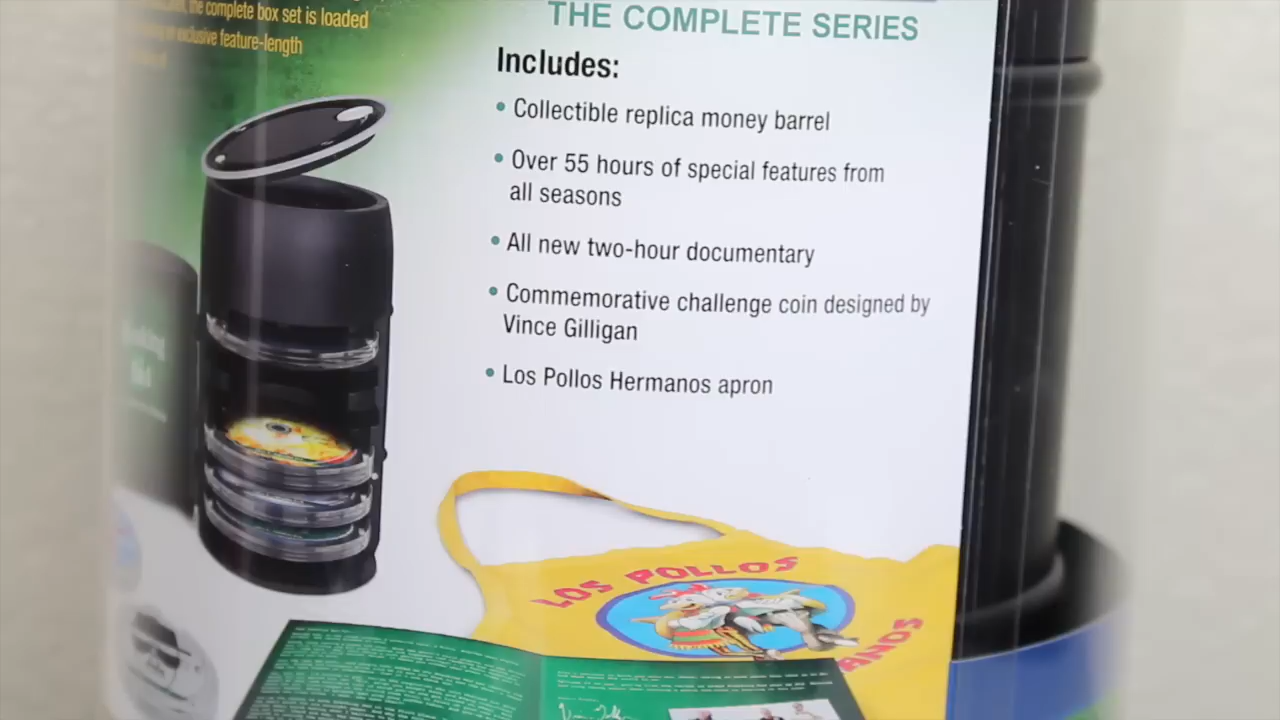 the complete box set is loaded
exclusive feature-length
THE COMPLETE SERIES
Includes:
• Collectible replica money barrel
• Over 55 hours of special features from
all seasons
• All new two-hour documentary
• Commemorative challenge coin designed by
Vince Gilligan
• Los Pollos Hermanos apron
LOS POLLOS
ANOS